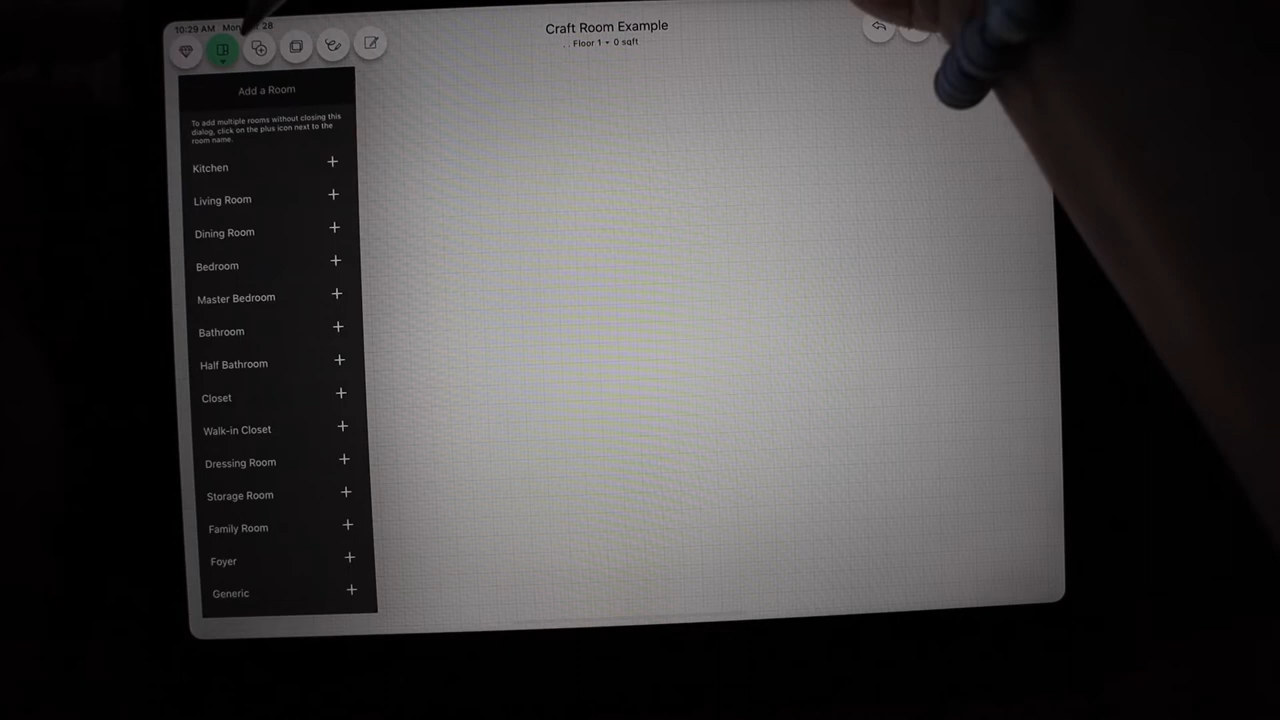 10:29 AM Mon 28
Craft Room Example
Floor 1 • 0 sqft
Add a Room
To add multiple rooms without closing this
dialog, click on the plus icon next to the
room name.
Kitchen +
Living Room +
Dining Room +
Bedroom +
Master Bedroom +
Bathroom +
Half Bathroom +
Closet +
Walk-in Closet +
Dressing Room +
Storage Room +
Family Room +
Foyer +
Generic +